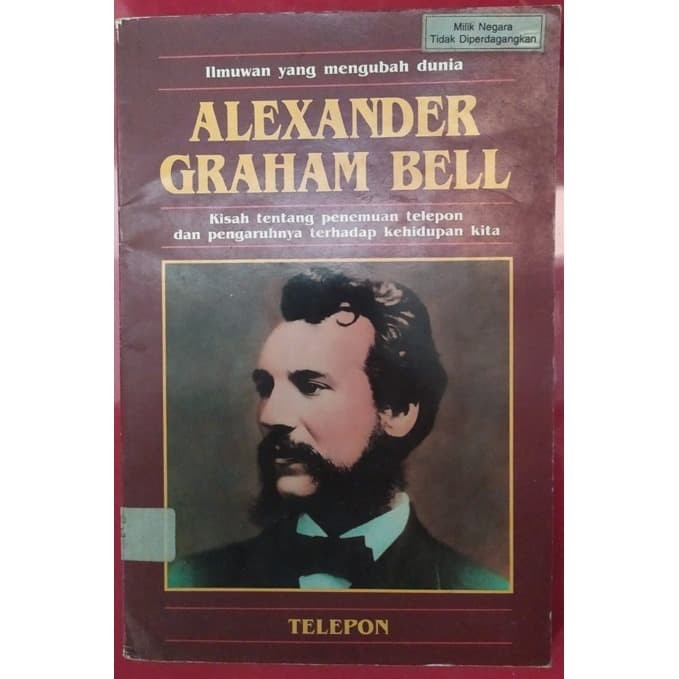 Milik Negara
Tidak Diperdagangkan
Ilmuwan yang mengubah dunia
ALEXANDER
GRAHAM BELL
Kisah tentang penemuan telepon
dan pengaruhnya terhadap kehidupan kita
TELEPON